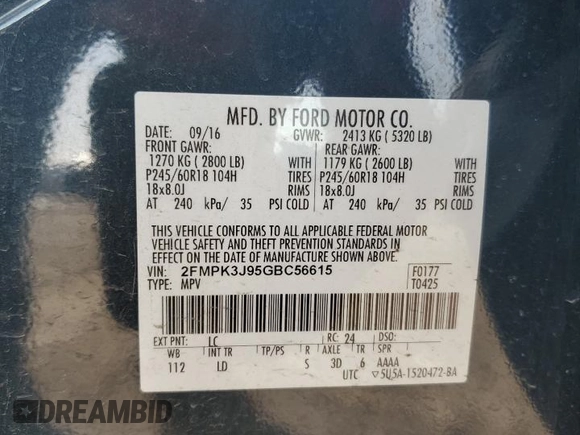 MFD. BY FORD MOTOR CO.
DATE: 09/16 GVWR: 2413 KG ( 5320 LB)
FRONT GAWR: REAR GAWR:
1270 KG ( 2800 LB) WITH 1179 KG ( 2600 LB) WITH
P245/60R18 104H TIRES P245/60R18 104H TIRES
18x8.0J RIMS 18x8.0J RIMS
AT 240 kPa/ 35 PSI COLD AT 240 kPa/ 35 PSI COLD
THIS VEHICLE CONFORMS TO ALL APPLICABLE FEDERAL MOTOR
VEHICLE SAFETY AND THEFT PREVENTION STANDARDS IN
EFFECT ON THE DATE OF MANUFACTURE SHOWN ABOVE.
VIN: 2FMPK3J95GBC56615 F0177
TYPE: MPV T0425
EXT PNT: LC RC: 24 DSO:
WB INT TR TP/PS R AXLE TR SPR
112 LD S 3D 6 AAAA
UTC ▽5U5A-1520472-BA
DREAMBID